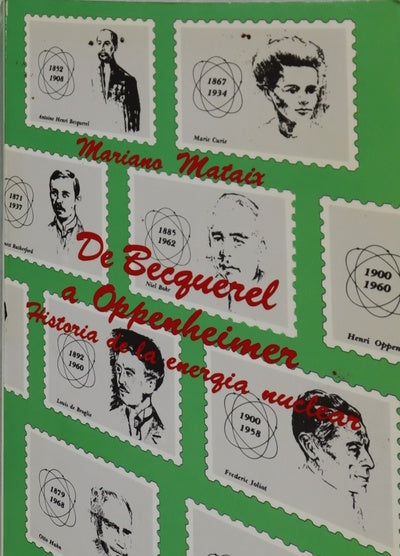 1852
1908
Antoine Henri Becquerel
1867
1934
Marie Curie
Mariano Mataix
1871
1937
Rutherford
1885
1962
Niel Bohr
1900
1960
Henri Oppen
De Becquerel
a Oppenheimer
Historia de la energia nuclear
1892
1960
Louis de Broglie
1900
1958
Frederic Joliot
1879
1968
Otto Hahn